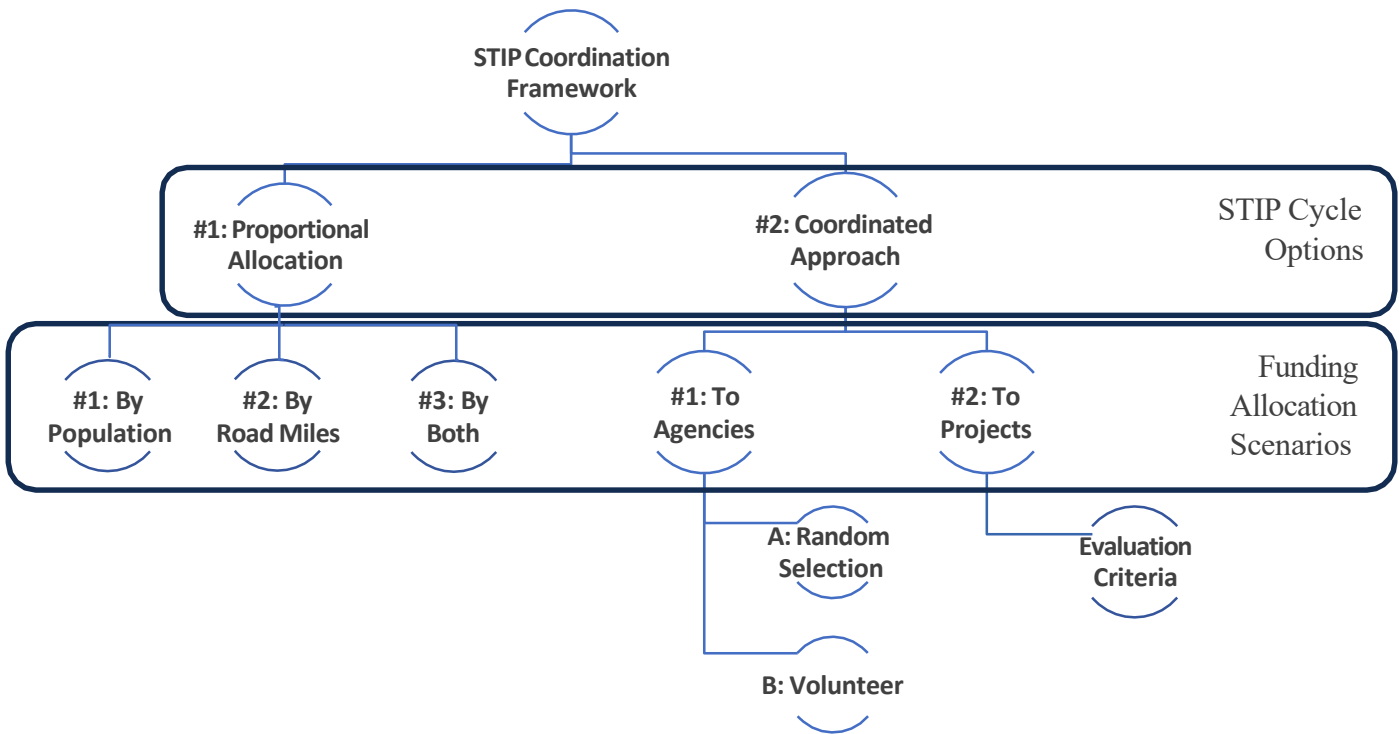 STIP Coordination
Framework
#1: Proportional
Allocation
#2: Coordinated
Approach
STIP Cycle
Options
#1: By
Population
#2: By
Road Miles
#3: By
Both
#1: To
Agencies
#2: To
Projects
Funding
Allocation
Scenarios
A: Random
Selection
Evaluation
Criteria
B: Volunteer